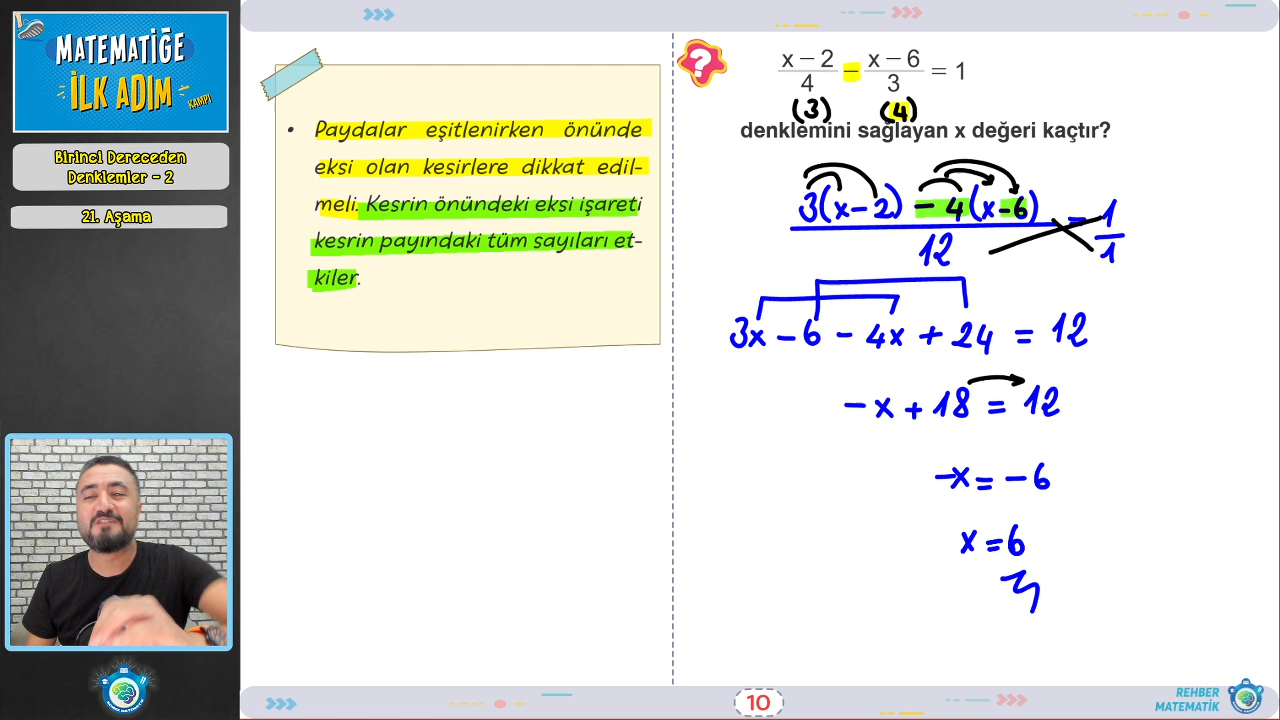 MATEMATİĞE
İLK ADIM
KAMPI
Birinci Dereceden
Denklemler - 2
21. Aşama
• Paydalar eşitlenirken önünde
eksi olan kesirlere dikkat edil-
meli. Kesrin önündeki eksi işareti
kesrin payındaki tüm sayıları et-
kiler.
?
x – 2 / 4 – x – 6 / 3 = 1
(3) (4)
denklemini sağlayan x değeri kaçtır?
3(x-2) -4(x-6) / 12 = 1/1
3x - 6 - 4x + 24 = 12
-x + 18 = 12
-x = -6
x = 6
10
REHBER
MATEMATİK